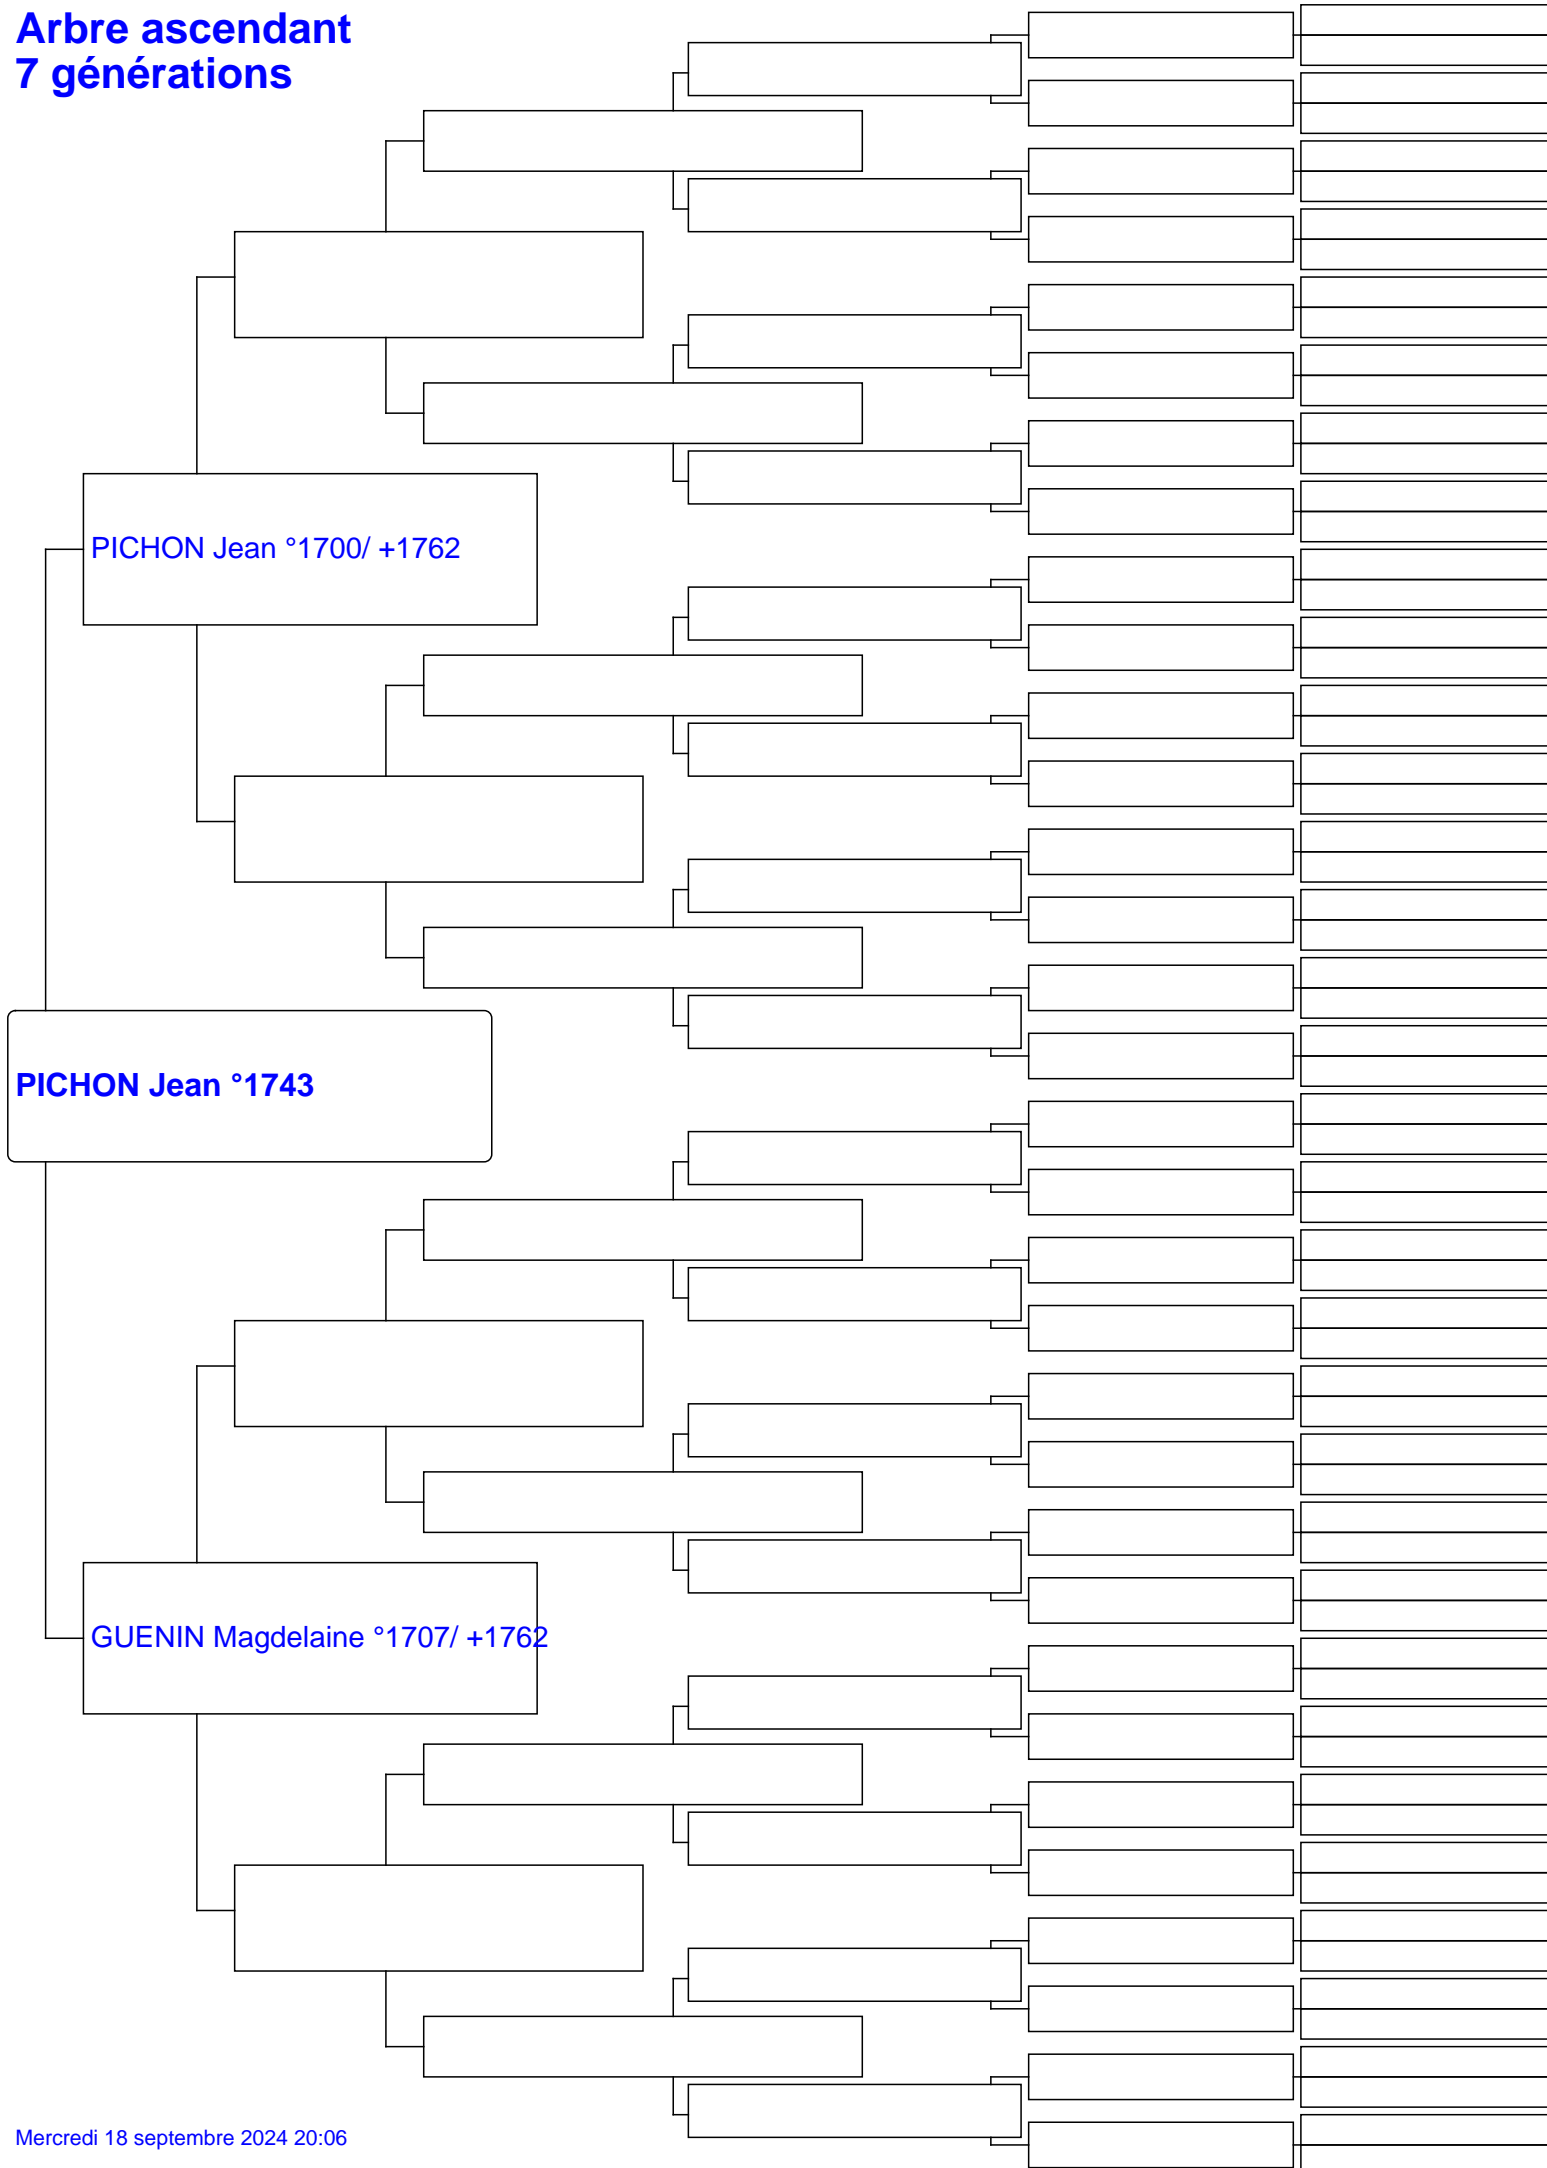 Arbre ascendant
7 générations
PICHON Jean °1700/ +1762
PICHON Jean °1743
GUENIN Magdelaine °1707/ +1762
Mercredi 18 septembre 2024 20:06